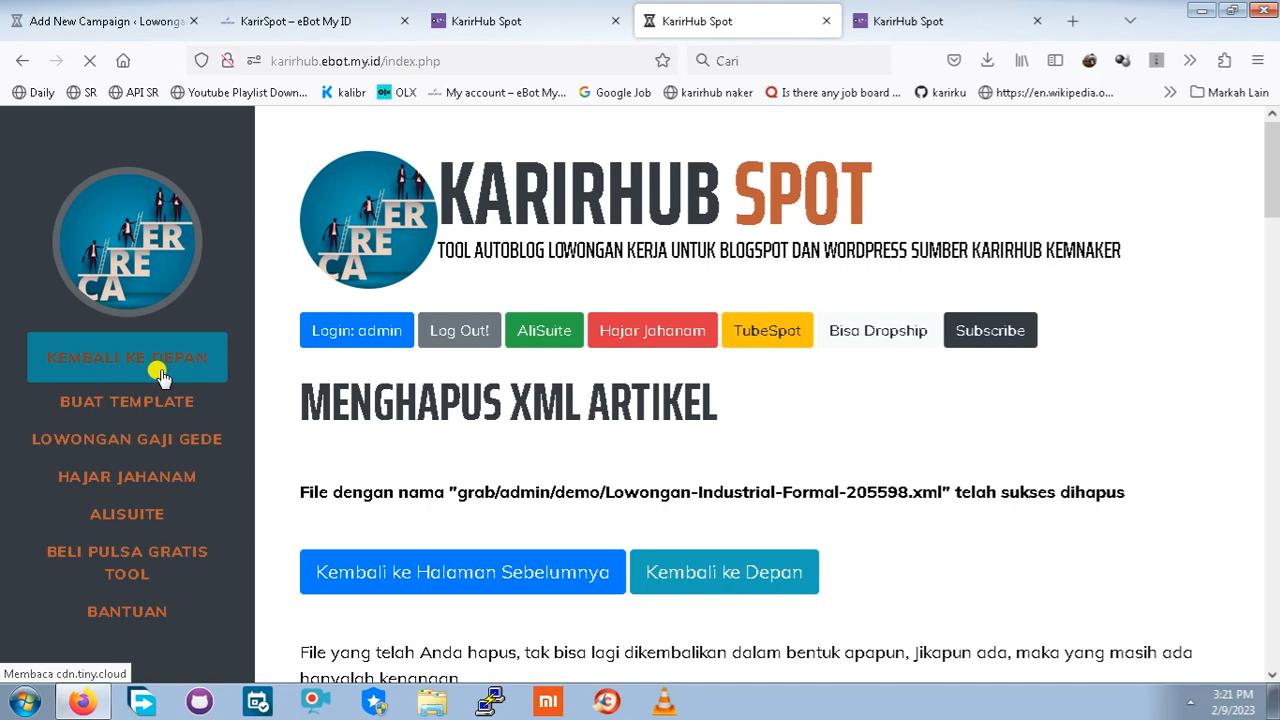 Add New Campaign ‹ Lowonga
KarirSpot – eBot My ID
KarirHub Spot
KarirHub Spot
KarirHub Spot
karirhub.ebot.my.id/index.php
Cari
Daily
SR
API SR
Youtube Playlist Down...
kalibr
OLX
My account – eBot My...
Google Job
karirhub naker
Is there any job board ...
karirku
https://en.wikipedia.o...
Markah Lain
CAREER
KEMBALI KE DEPAN
BUAT TEMPLATE
LOWONGAN GAJI GEDE
HAJAR JAHANAM
ALISUITE
BELI PULSA GRATIS
TOOL
BANTUAN
Membaca cdn.tiny.cloud
CAREER
KARIRHUB SPOT
TOOL AUTOBLOG LOWONGAN KERJA UNTUK BLOGSPOT DAN WORDPRESS SUMBER KARIRHUB KEMNAKER
Login: admin
Log Out!
AliSuite
Hajar Jahanam
TubeSpot
Bisa Dropship
Subscribe
MENGHAPUS XML ARTIKEL
File dengan nama "grab/admin/demo/Lowongan-Industrial-Formal-205598.xml" telah sukses dihapus
Kembali ke Halaman Sebelumnya
Kembali ke Depan
File yang telah Anda hapus, tak bisa lagi dikembalikan dalam bentuk apapun, Jikapun ada, maka yang masih ada
hanyalah kenangan
3:21 PM
2/9/2023